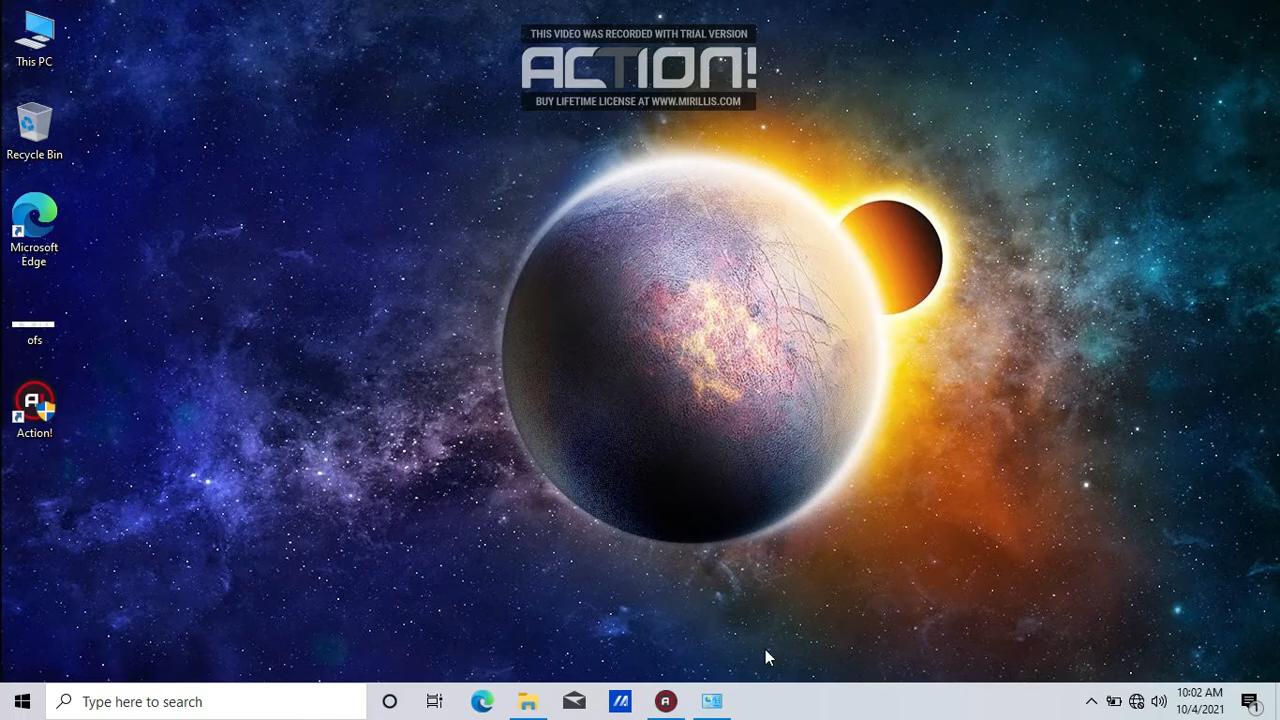 THIS VIDEO WAS RECORDED WITH TRIAL VERSION
ACTION!
BUY LIFETIME LICENSE AT WWW.MIRILLIS.COM
This PC
Recycle Bin
Microsoft
Edge
ofs
Action!
Type here to search
10:02 AM
10/4/2021
1